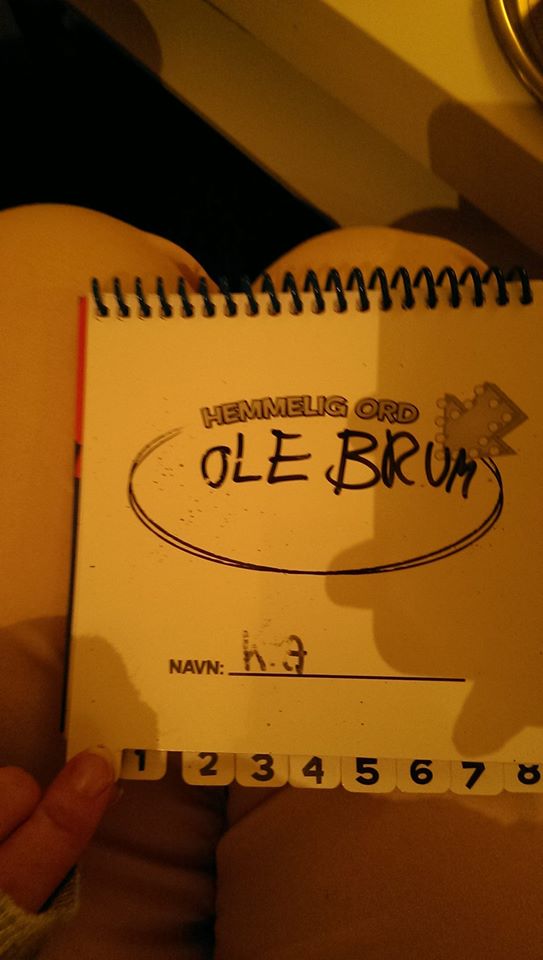 HEMMELIG ORD
OLE BRUM
NAVN: K.J
1 2 3 4 5 6 7 8